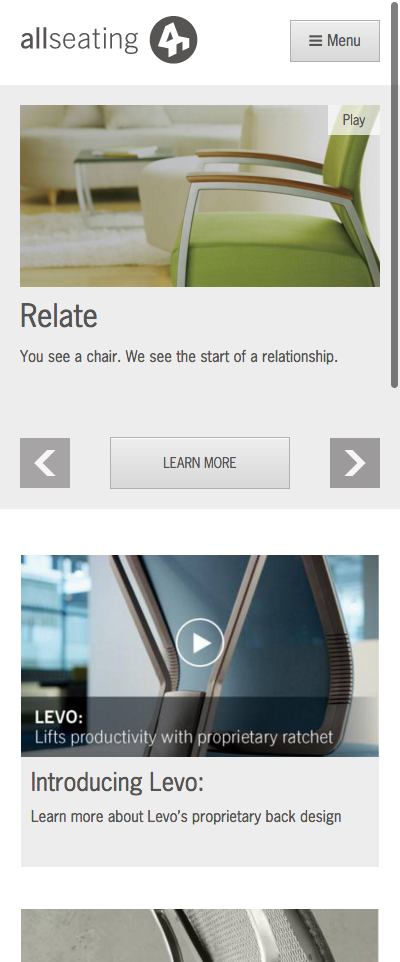 allseating
Menu
Play
Relate
You see a chair. We see the start of a relationship.
LEARN MORE
LEVO:
Lifts productivity with proprietary ratchet
Introducing Levo:
Learn more about Levo's proprietary back design